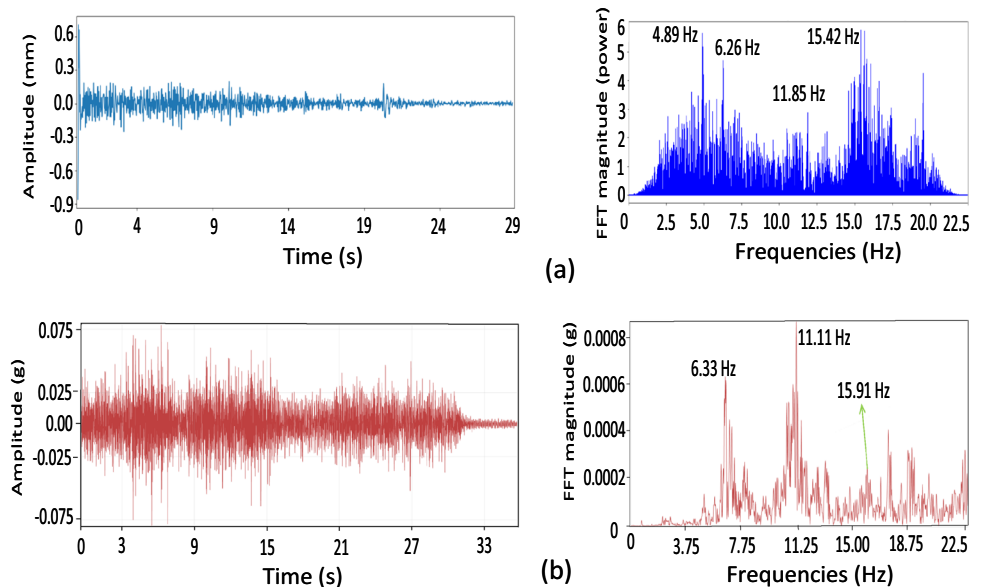 Amplitude (mm)
0.6
0.3
0.0
-0.3
-0.6
-0.9
0 4 9 14 19 24 29
Time (s)
FFT magnitude (power)
6
5
4
3
2
1
0
4.89 Hz
6.26 Hz
11.85 Hz
15.42 Hz
0 2.5 5.0 7.5 10.0 12.5 15.0 17.5 20.0 22.5
Frequencies (Hz)
(a)
Amplitude (g)
0.075
0.025
0.00
-0.025
-0.075
0 3 9 15 21 27 33
Time (s)
FFT magnitude (g)
0.0008
0.0006
0.0004
0.0002
0
6.33 Hz
11.11 Hz
15.91 Hz
0 3.75 7.75 11.25 15.00 18.75 22.5
Frequencies (Hz)
(b)